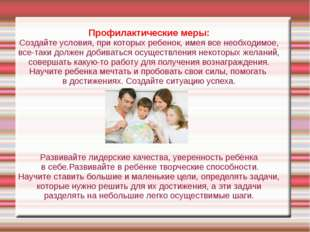 Профилактические меры:
Создайте условия, при которых ребенок, имея все необходимое,
все-таки должен добиваться осуществления некоторых желаний,
совершать какую-то работу для получения вознаграждения.
Научите ребенка мечтать и пробовать свои силы, помогать
в достижениях. Создайте ситуацию успеха.
Развивайте лидерские качества, уверенность ребёнка
в себе.Развивайте в ребёнке творческие способности.
Научите ставить большие и маленькие цели, определять задачи,
которые нужно решить для их достижения, а эти задачи
разделять на небольшие легко осуществимые шаги.